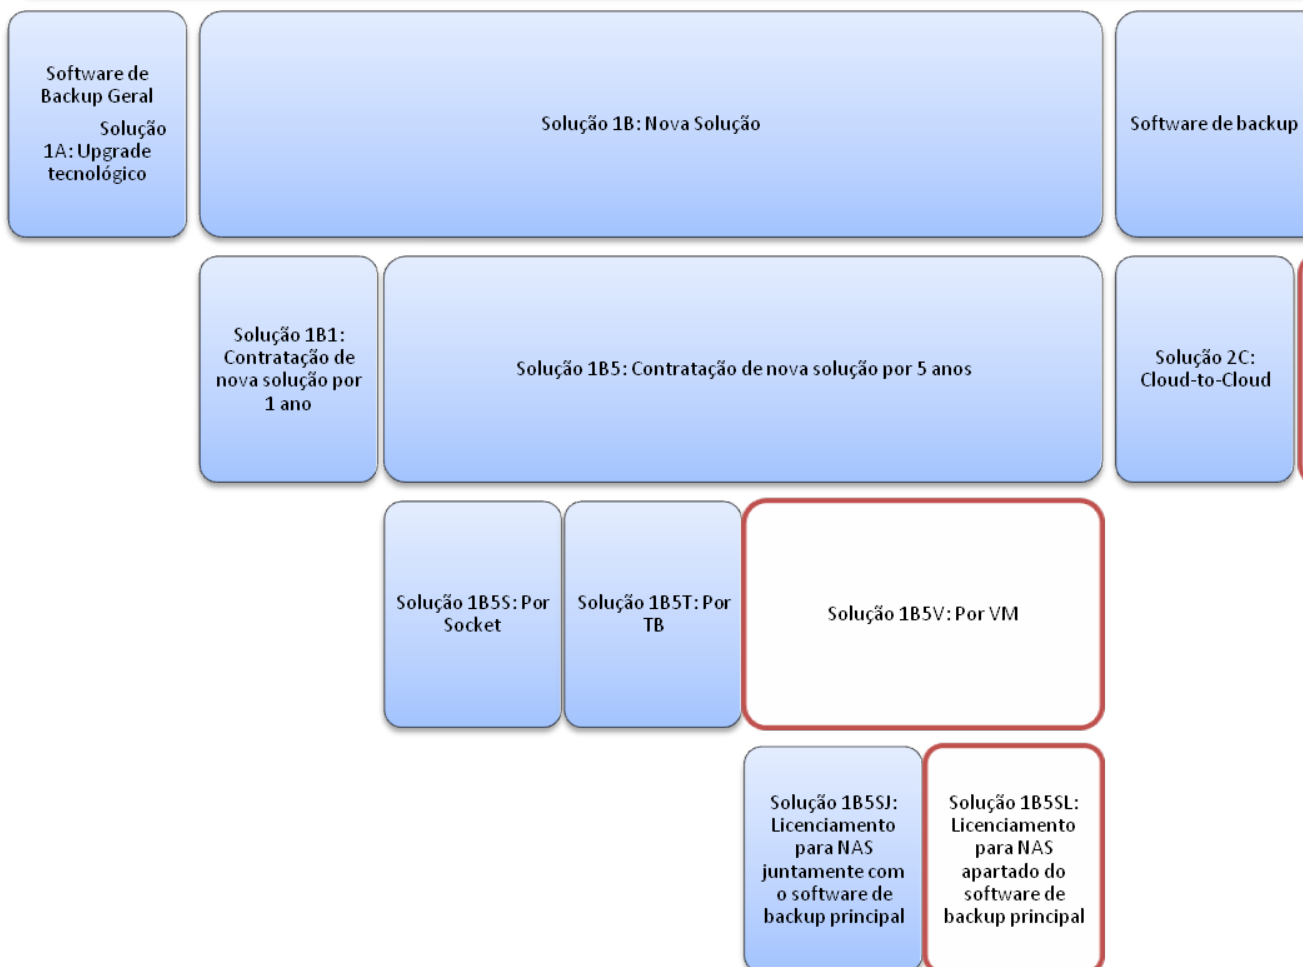 Software de
Backup Geral
Solução
1A: Upgrade
tecnológico
Solução 1B: Nova Solução
Software de backup
Solução 1B1:
Contratação de
nova solução por
1 ano
Solução 1B5: Contratação de nova solução por 5 anos
Solução 2C:
Cloud-to-Cloud
Solução 1B5S: Por
Socket
Solução 1B5T: Por
TB
Solução 1B5V: Por VM
Solução 1B5SJ:
Licenciamento
para NAS
juntamente com
o software de
backup principal
Solução 1B5SL:
Licenciamento
para NAS
apartado do
software de
backup principal